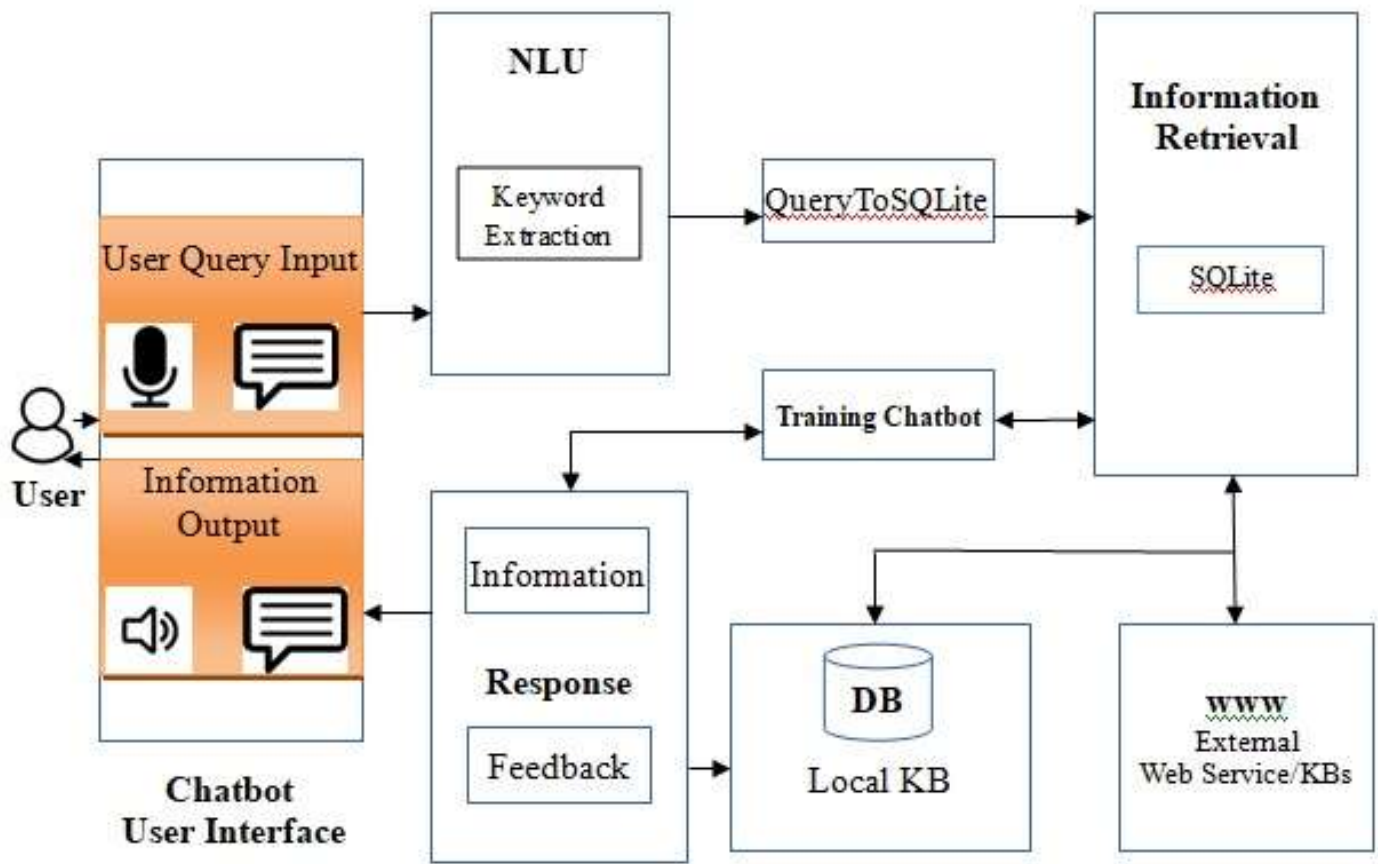 NLU
Keyword
Extraction
QueryToSQLite
Information
Retrieval
SQLite
User Query Input
User
Information
Output
Chatbot
User Interface
Training Chatbot
Information
Response
Feedback
DB
Local KB
www
External
Web Service/KBs